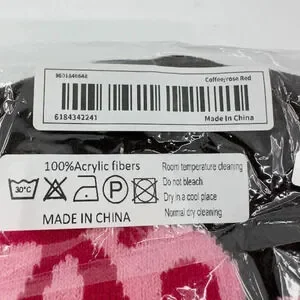 Coffee/rose Red
6184342241
Made In China
100%Acrylic fibers
Room temperature cleaning
Do not bleach
Dry in a cool place
Normal dry cleaning
30°C
MADE IN CHINA